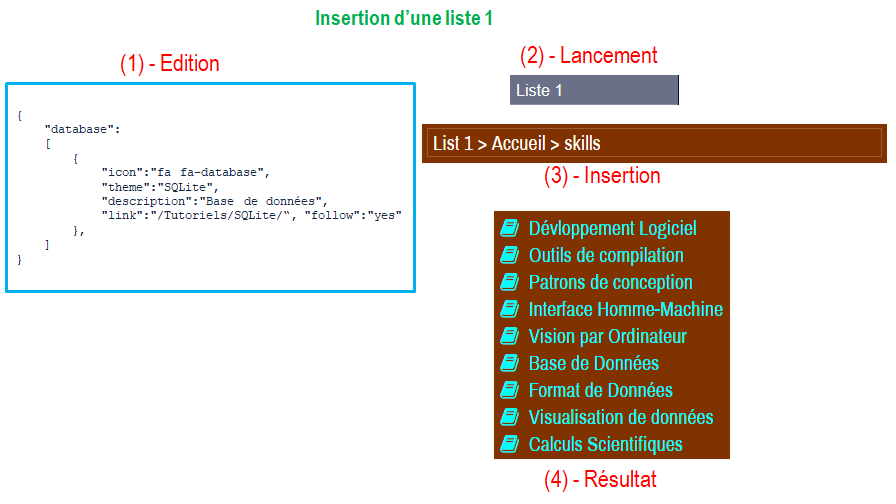 Insertion d’une liste 1
(1) - Edition
{
"database":
[
{
"icon":"fa fa-database",
"theme":"SQLite",
"description":"Base de données",
"link":"/Tutoriels/SQLite/“, "follow":"yes"
},
]
}
(2) - Lancement
Liste 1
List 1 > Accueil > skills
(3) - Insertion
Dévloppement Logiciel
Outils de compilation
Patrons de conception
Interface Homme-Machine
Vision par Ordinateur
Base de Données
Format de Données
Visualisation de données
Calculs Scientifiques
(4) - Résultat